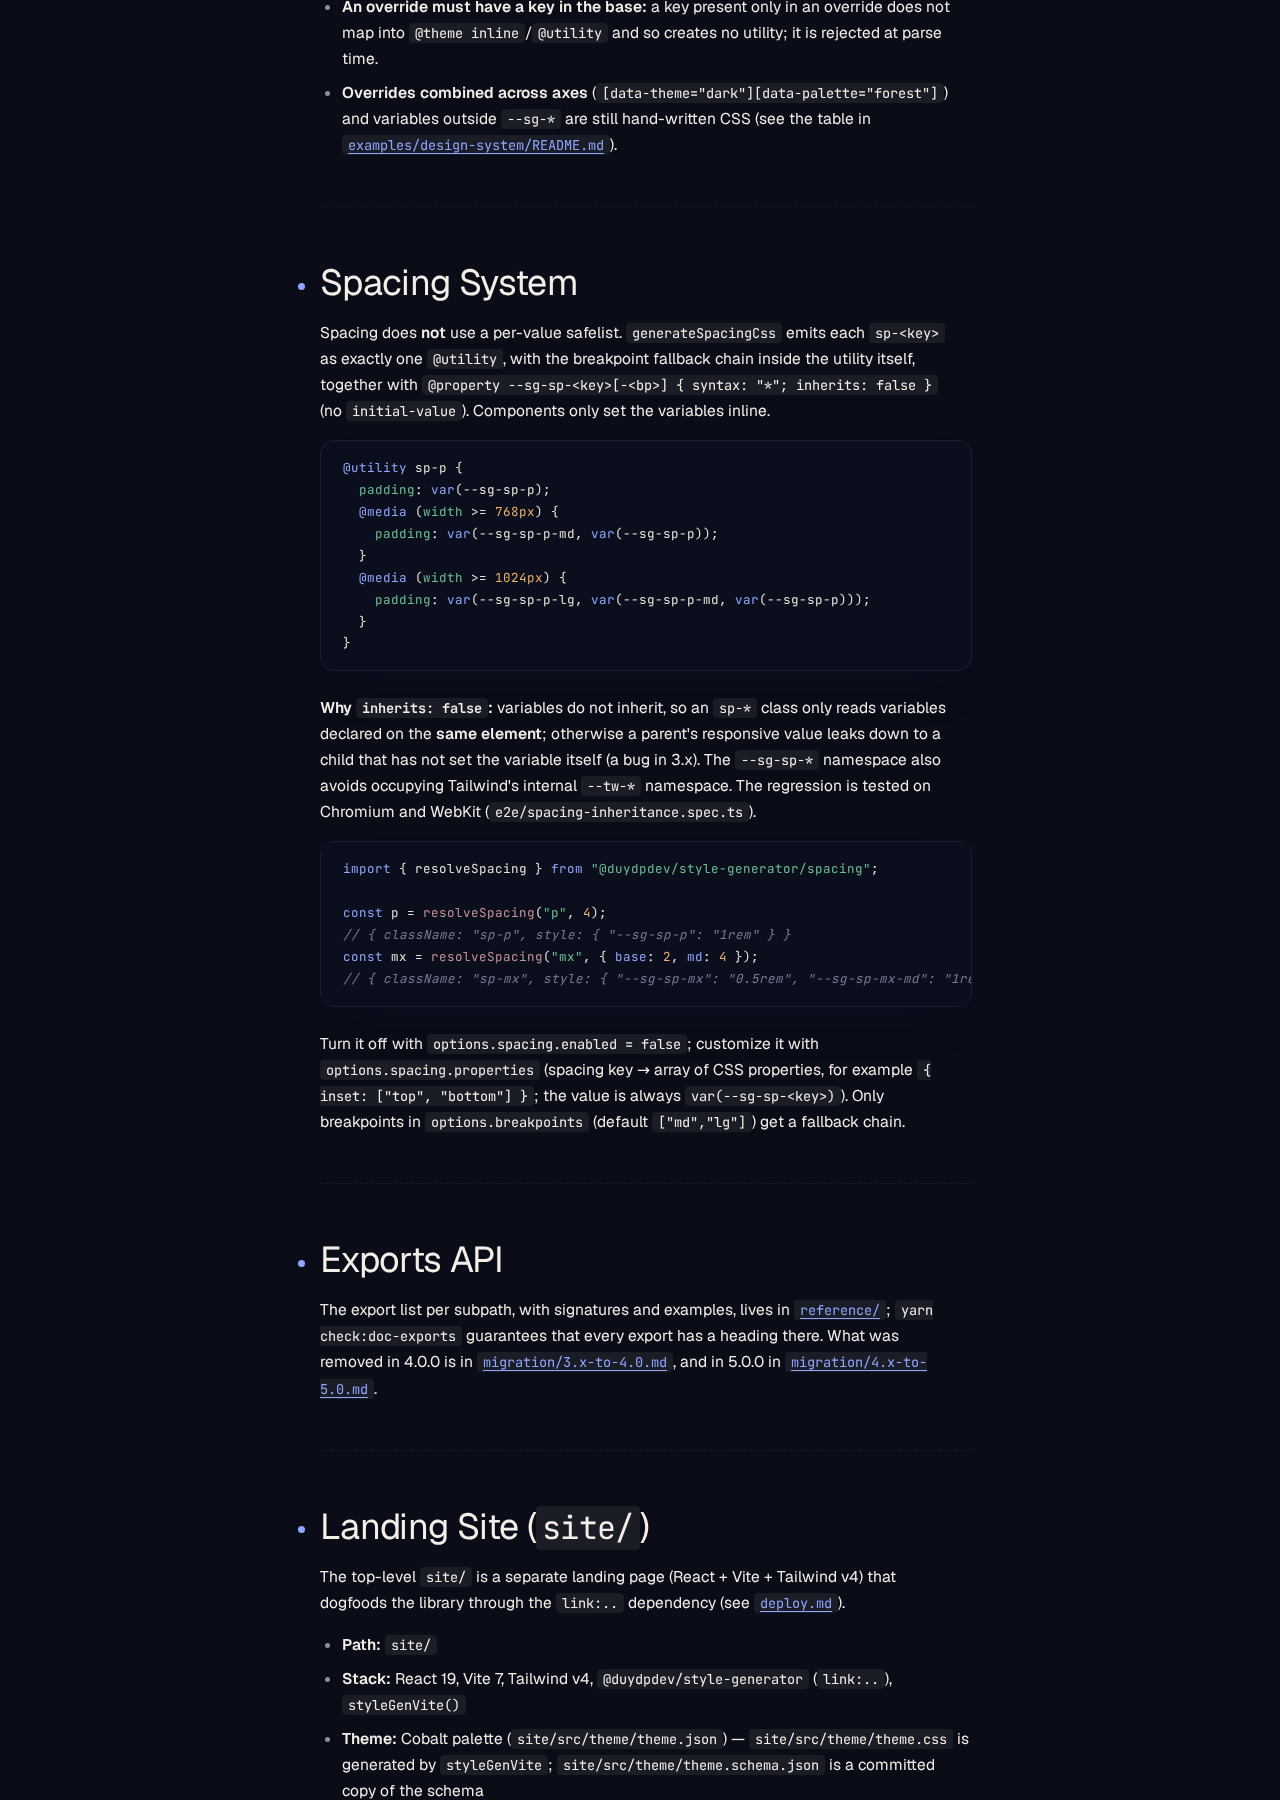 An override must have a key in the base: a key present only in an override does not
map into @theme inline / @utility and so creates no utility; it is rejected at parse
time.
Overrides combined across axes ( [data-theme="dark"][data-palette="forest"] )
and variables outside --sg-* are still hand-written CSS (see the table in
examples/design-system/README.md ).
Spacing System
Spacing does not use a per-value safelist. generateSpacingCss emits each sp-<key>
as exactly one @utility , with the breakpoint fallback chain inside the utility itself,
together with @property --sg-sp-<key>[-<bp>] { syntax: "*"; inherits: false }
(no initial-value ). Components only set the variables inline.
@utility sp-p {
  padding: var(--sg-sp-p);
  @media (width >= 768px) {
    padding: var(--sg-sp-p-md, var(--sg-sp-p));
  }
  @media (width >= 1024px) {
    padding: var(--sg-sp-p-lg, var(--sg-sp-p-md, var(--sg-sp-p)));
  }
}
Why inherits: false : variables do not inherit, so an sp-* class only reads variables
declared on the same element; otherwise a parent's responsive value leaks down to a
child that has not set the variable itself (a bug in 3.x). The --sg-sp-* namespace also
avoids occupying Tailwind's internal --tw-* namespace. The regression is tested on
Chromium and WebKit ( e2e/spacing-inheritance.spec.ts ).
import { resolveSpacing } from "@duydpdev/style-generator/spacing";
const p = resolveSpacing("p", 4);
// { className: "sp-p", style: { "--sg-sp-p": "1rem" } }
const mx = resolveSpacing("mx", { base: 2, md: 4 });
// { className: "sp-mx", style: { "--sg-sp-mx": "0.5rem", "--sg-sp-mx-md": "1re
Turn it off with options.spacing.enabled = false ; customize it with
options.spacing.properties (spacing key → array of CSS properties, for example {
inset: ["top", "bottom"] } ; the value is always var(--sg-sp-<key>) ). Only
breakpoints in options.breakpoints (default ["md","lg"] ) get a fallback chain.
Exports API
The export list per subpath, with signatures and examples, lives in reference/ ; yarn
check:doc-exports guarantees that every export has a heading there. What was
removed in 4.0.0 is in migration/3.x-to-4.0.md , and in 5.0.0 in migration/4.x-to-
5.0.md .
Landing Site ( site/ )
The top-level site/ is a separate landing page (React + Vite + Tailwind v4) that
dogfoods the library through the link:.. dependency (see deploy.md ).
Path: site/
Stack: React 19, Vite 7, Tailwind v4, @duydpdev/style-generator ( link:.. ),
styleGenVite()
Theme: Cobalt palette ( site/src/theme/theme.json ) — site/src/theme/theme.css is
generated by styleGenVite ; site/src/theme/theme.schema.json is a committed
copy of the schema